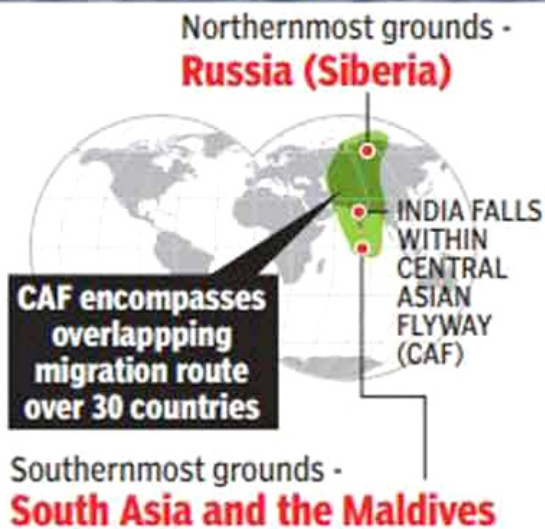 Northernmost grounds -
Russia (Siberia)
INDIA FALLS
WITHIN
CENTRAL
ASIAN
FLYWAY
(CAF)
CAF encompasses
overlappping
migration route
over 30 countries
Southernmost grounds -
South Asia and the Maldives